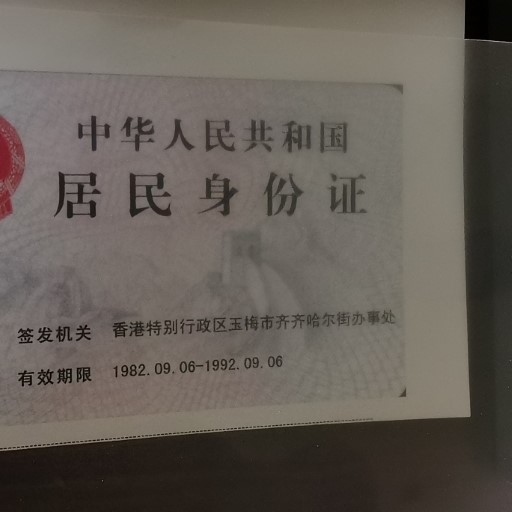 中华人民共和国
居民身份证
签发机关 香港特别行政区玉梅市齐齐哈尔街办事处
有效期限 1982.09.06-1992.09.06